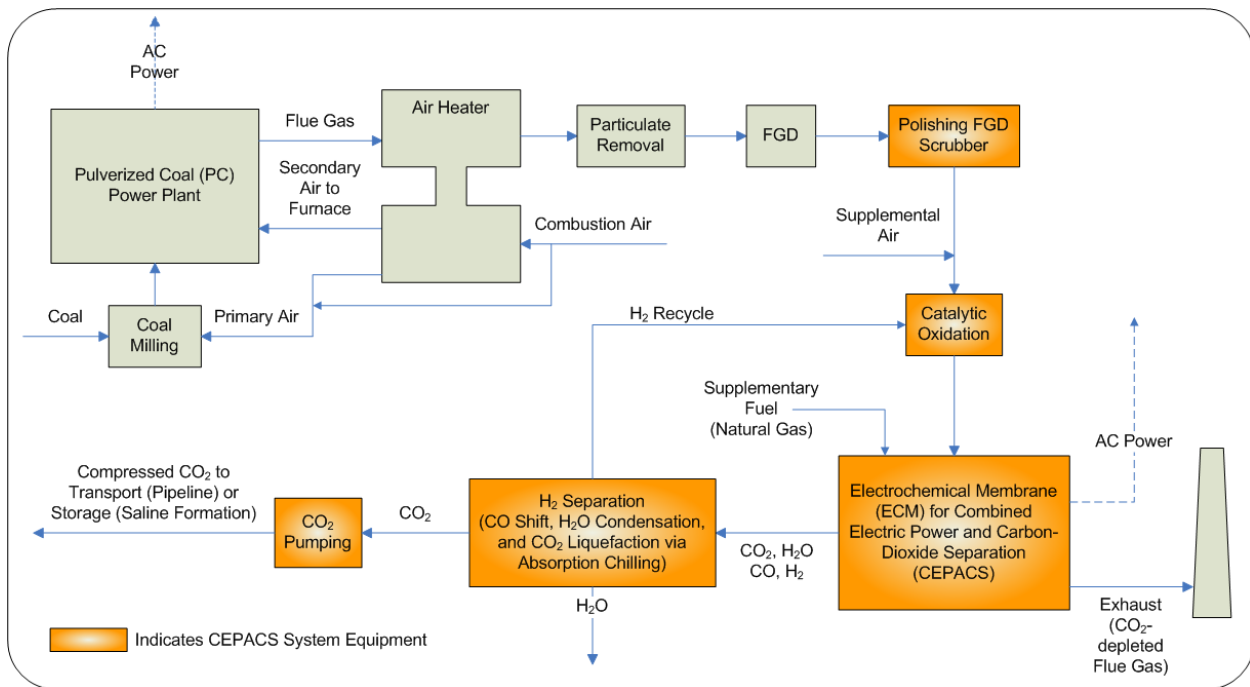 AC
Power
Pulverized Coal (PC)
Power Plant
Flue Gas
Secondary
Air to
Furnace
Air Heater
Particulate
Removal
FGD
Polishing FGD
Scrubber
Combustion Air
Supplemental
Air
Coal
Coal
Milling
Primary Air
H₂ Recycle
Catalytic
Oxidation
Supplementary
Fuel
(Natural Gas)
AC Power
Compressed CO₂ to
Transport (Pipeline) or
Storage (Saline Formation)
CO₂
Pumping
CO₂
H₂ Separation
(CO Shift, H₂O Condensation,
and CO₂ Liquefaction via
Absorption Chilling)
CO₂, H₂O
CO, H₂
Electrochemical Membrane
(ECM) for Combined
Electric Power and Carbon-
Dioxide Separation
(CEPACS)
H₂O
Exhaust
(CO₂-
depleted
Flue Gas)
Indicates CEPACS System Equipment